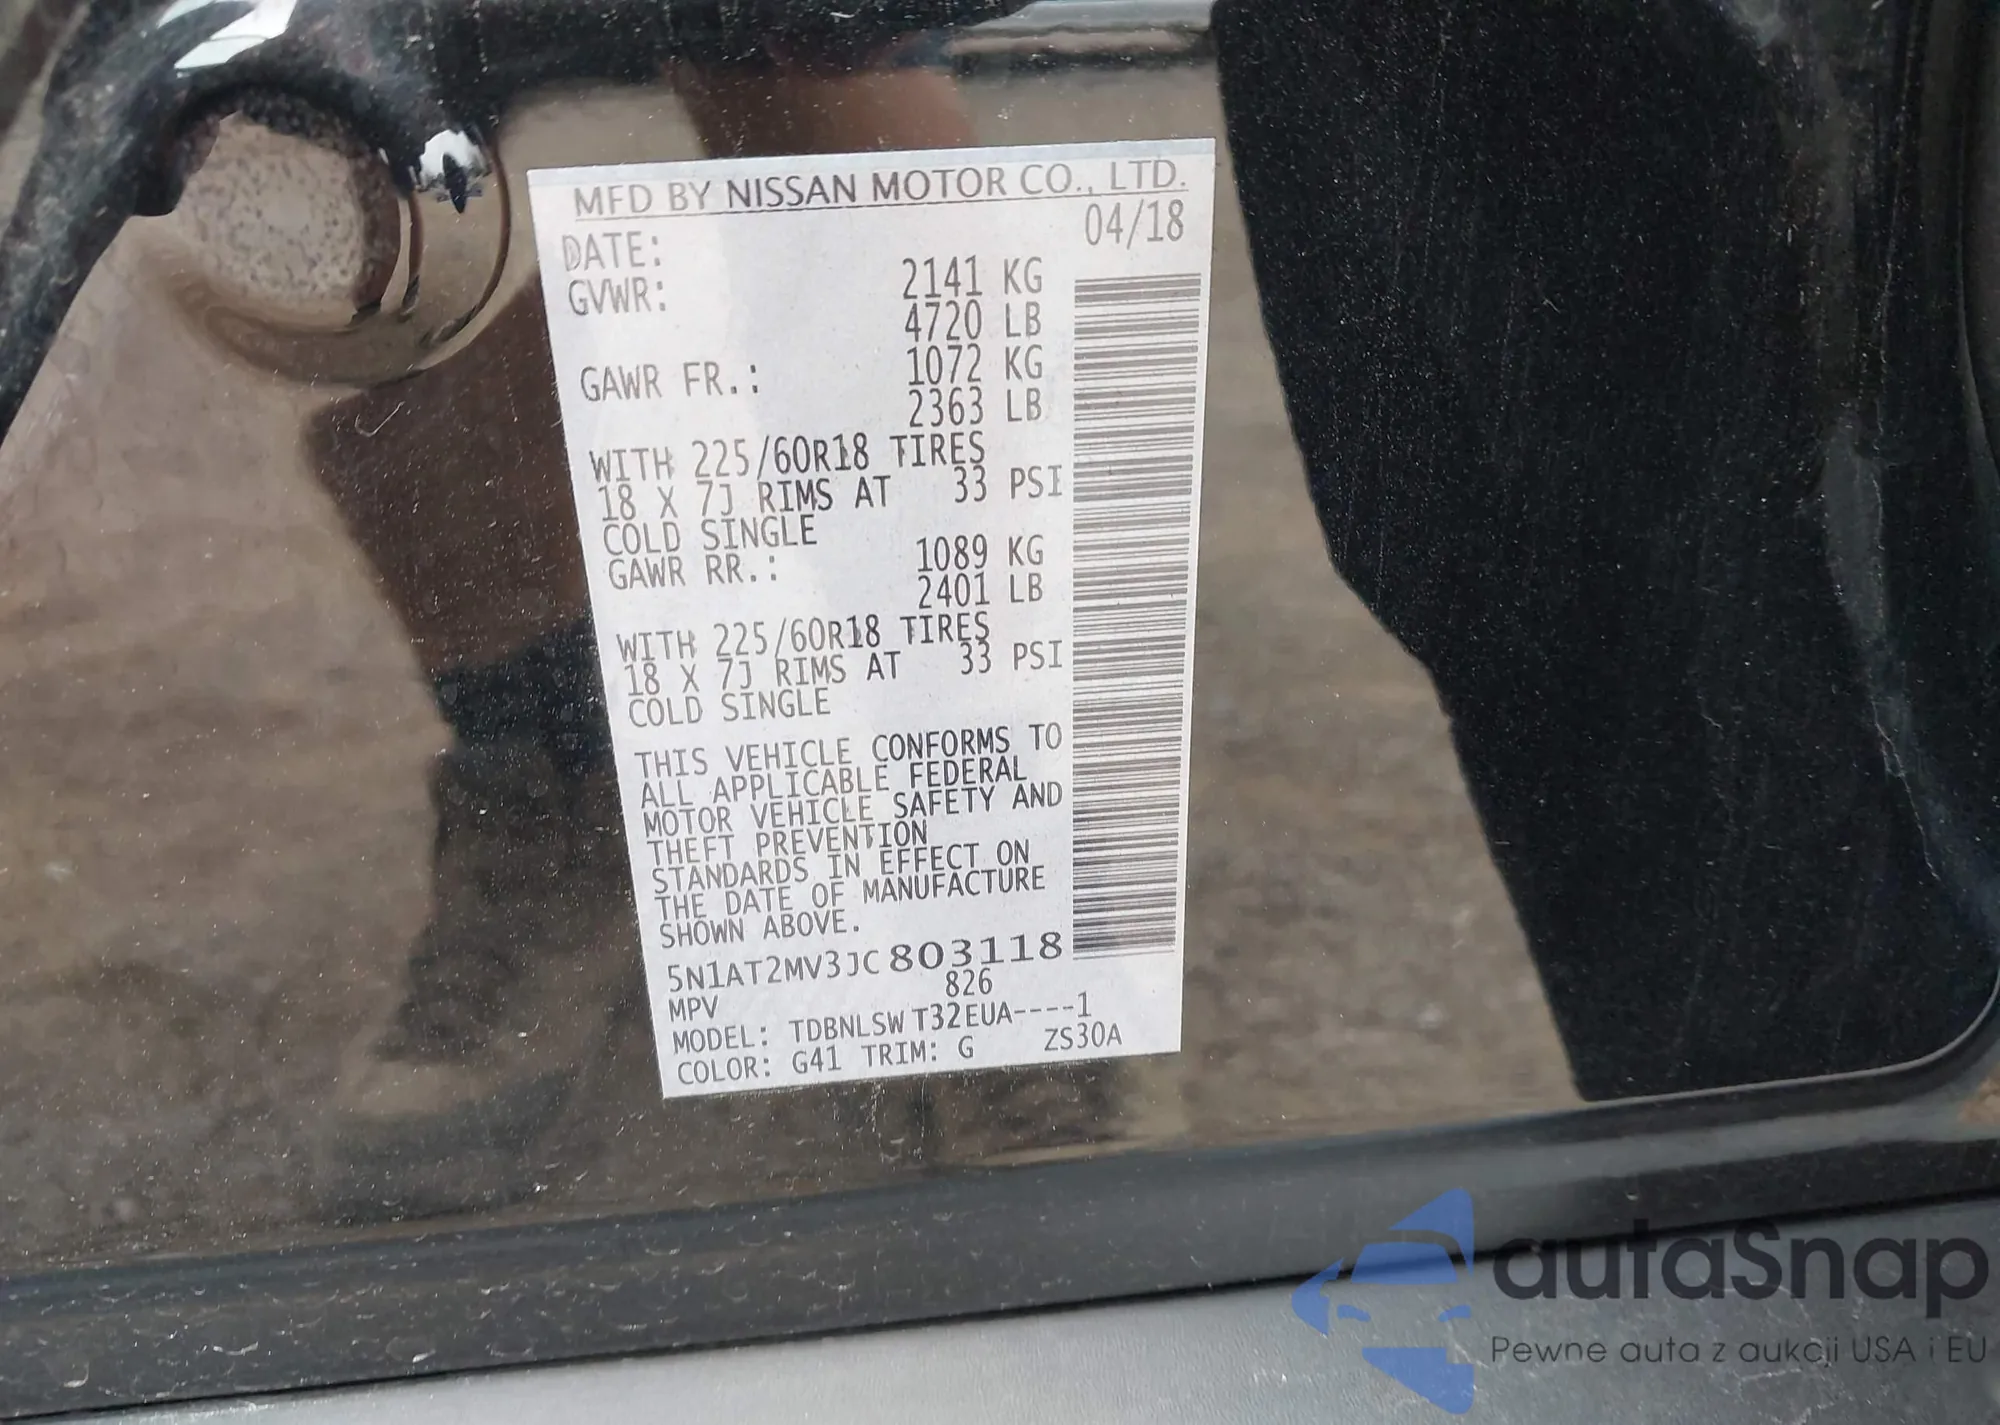 MFD BY NISSAN MOTOR CO., LTD.
DATE: 04/18
GVWR: 2141 KG
4720 LB
GAWR FR.: 1072 KG
2363 LB
WITH 225/60R18 TIRES
18 X 7J RIMS AT 33 PSI
COLD SINGLE
GAWR RR.: 1089 KG
2401 LB
WITH 225/60R18 TIRES
18 X 7J RIMS AT 33 PSI
COLD SINGLE
THIS VEHICLE CONFORMS TO
ALL APPLICABLE FEDERAL
MOTOR VEHICLE SAFETY AND
THEFT PREVENTION
STANDARDS IN EFFECT ON
THE DATE OF MANUFACTURE
SHOWN ABOVE.
5N1AT2MV3JC803118
MPV 826
MODEL: TDBNLSWT32EUA----1
COLOR: G41 TRIM: G ZS30A
autaSnap
Pewne auta z aukcji USA i EU